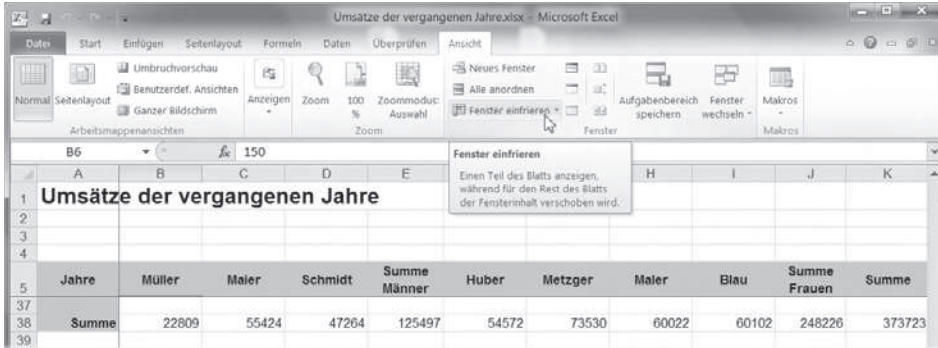 Umsätze der vergangenen Jahre.xlsx - Microsoft Excel
Datei Start Einfügen Seitenlayout Formeln Daten Überprüfen Ansicht
Normal Seitenlayout
Umbruchvorschau
Benutzerdef. Ansichten
Ganzer Bildschirm
Arbeitsmappenansichten
Anzeigen
Zoom
100
%
Zoommodus:
Auswahl
Zoom
Neues Fenster
Alle anordnen
Fenster einfrieren
Aufgabenbereich
speichern
Fenster
wechseln
Fenster
Makros
Makros
B6 fx 150
Fenster einfrieren
Einen Teil des Blatts anzeigen,
während für den Rest des Blatts
der Fensterinhalt verschoben wird.
A B C D E H I J K
1 Umsätze der vergangenen Jahre
2
3
4
5 Jahre Müller Maier Schmidt Summe Männer Huber Metzger Maler Blau Summe Frauen Summe
37
38 Summe 22809 55424 47264 125497 54572 73530 60022 60102 248226 373723
39